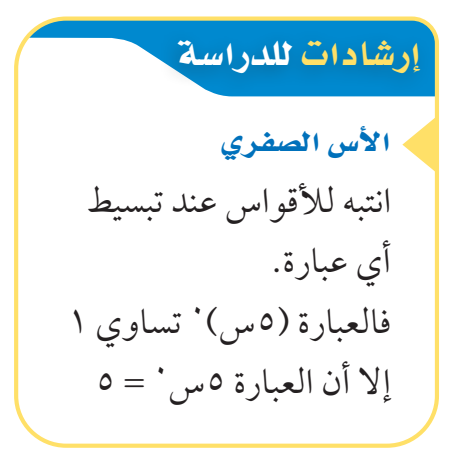 إرشادات للدراسة
الأس الصفري
انتبه للأقواس عند تبسيط
أي عبارة.
فالعبارة (٥س)٠ تساوي ١
إلا أن العبارة ٥س٠ = ٥